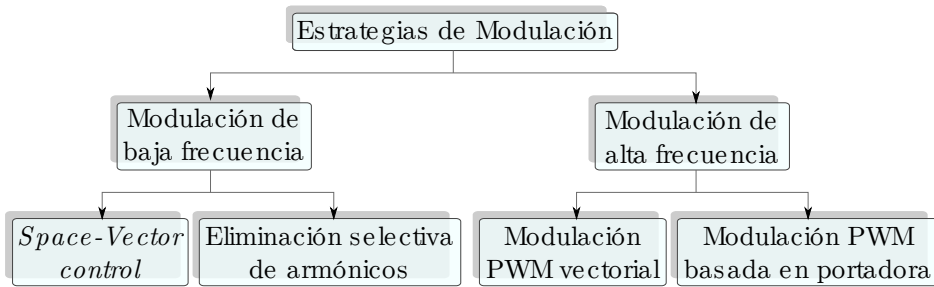 Estrategias de Modulación
Modulación de
baja frecuencia
Modulación de
alta frecuencia
Space-Vector
control
Eliminación selectiva
de armónicos
Modulación
PWM vectorial
Modulación PWM
basada en portadora